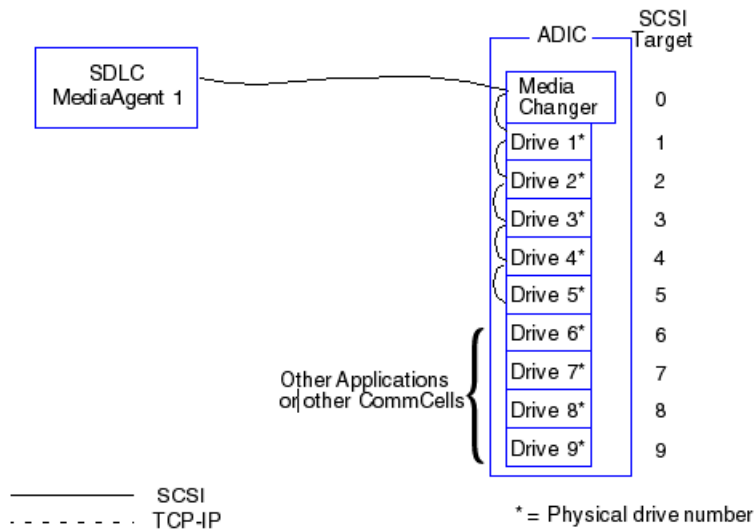 ADIC
SCSI
Target
SDLC
MediaAgent 1
Media
Changer
0
Drive 1*
1
Drive 2*
2
Drive 3*
3
Drive 4*
4
Drive 5*
5
Drive 6*
6
Drive 7*
7
Drive 8*
8
Drive 9*
9
Other Applications
or other CommCells
SCSI
TCP-IP
* = Physical drive number